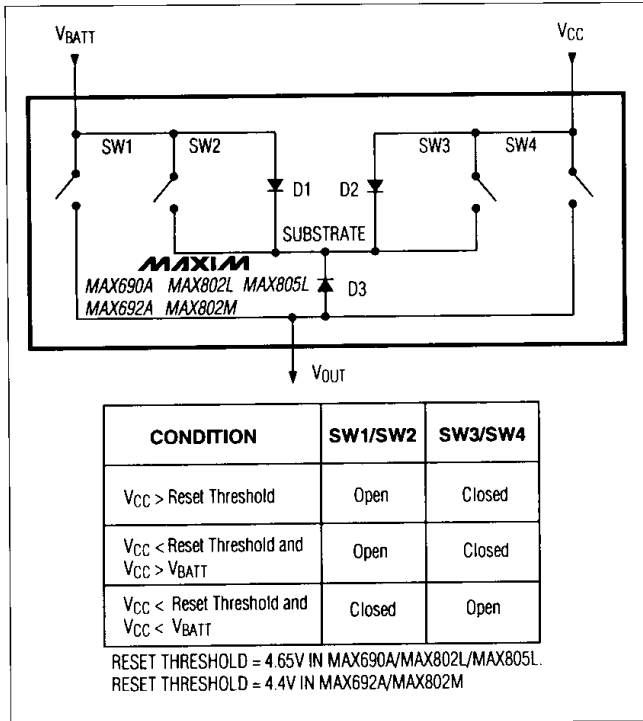 VBATT VCC
SW1 SW2 SW3 SW4
D1 D2
SUBSTRATE
MAXIM
MAX690A MAX802L MAX805L D3
MAX692A MAX802M
VOUT
CONDITION SW1/SW2 SW3/SW4
VCC > Reset Threshold Open Closed
VCC < Reset Threshold and
VCC > VBATT Open Closed
VCC < Reset Threshold and
VCC < VBATT Closed Open
RESET THRESHOLD = 4.65V IN MAX690A/MAX802L/MAX805L.
RESET THRESHOLD = 4.4V IN MAX692A/MAX802M